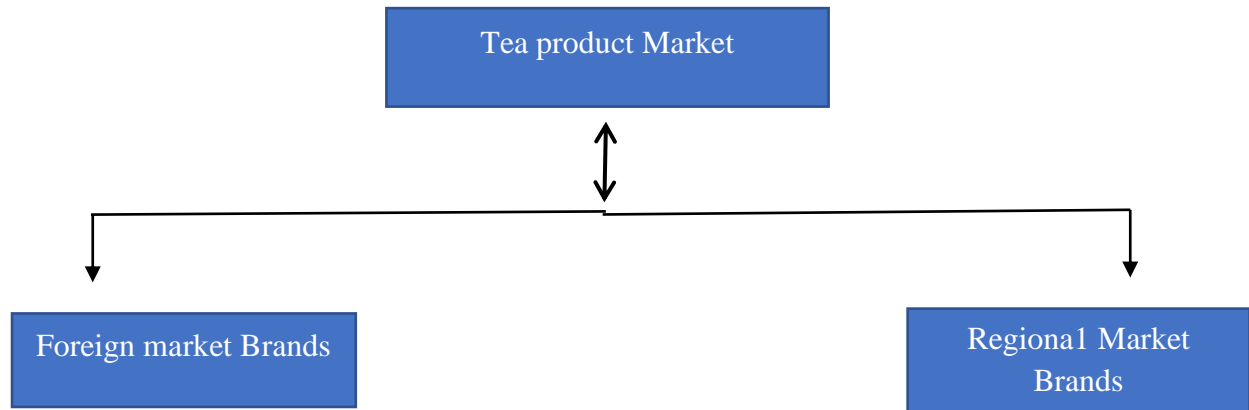 Tea product Market
Foreign market Brands
Regiona1 Market
Brands